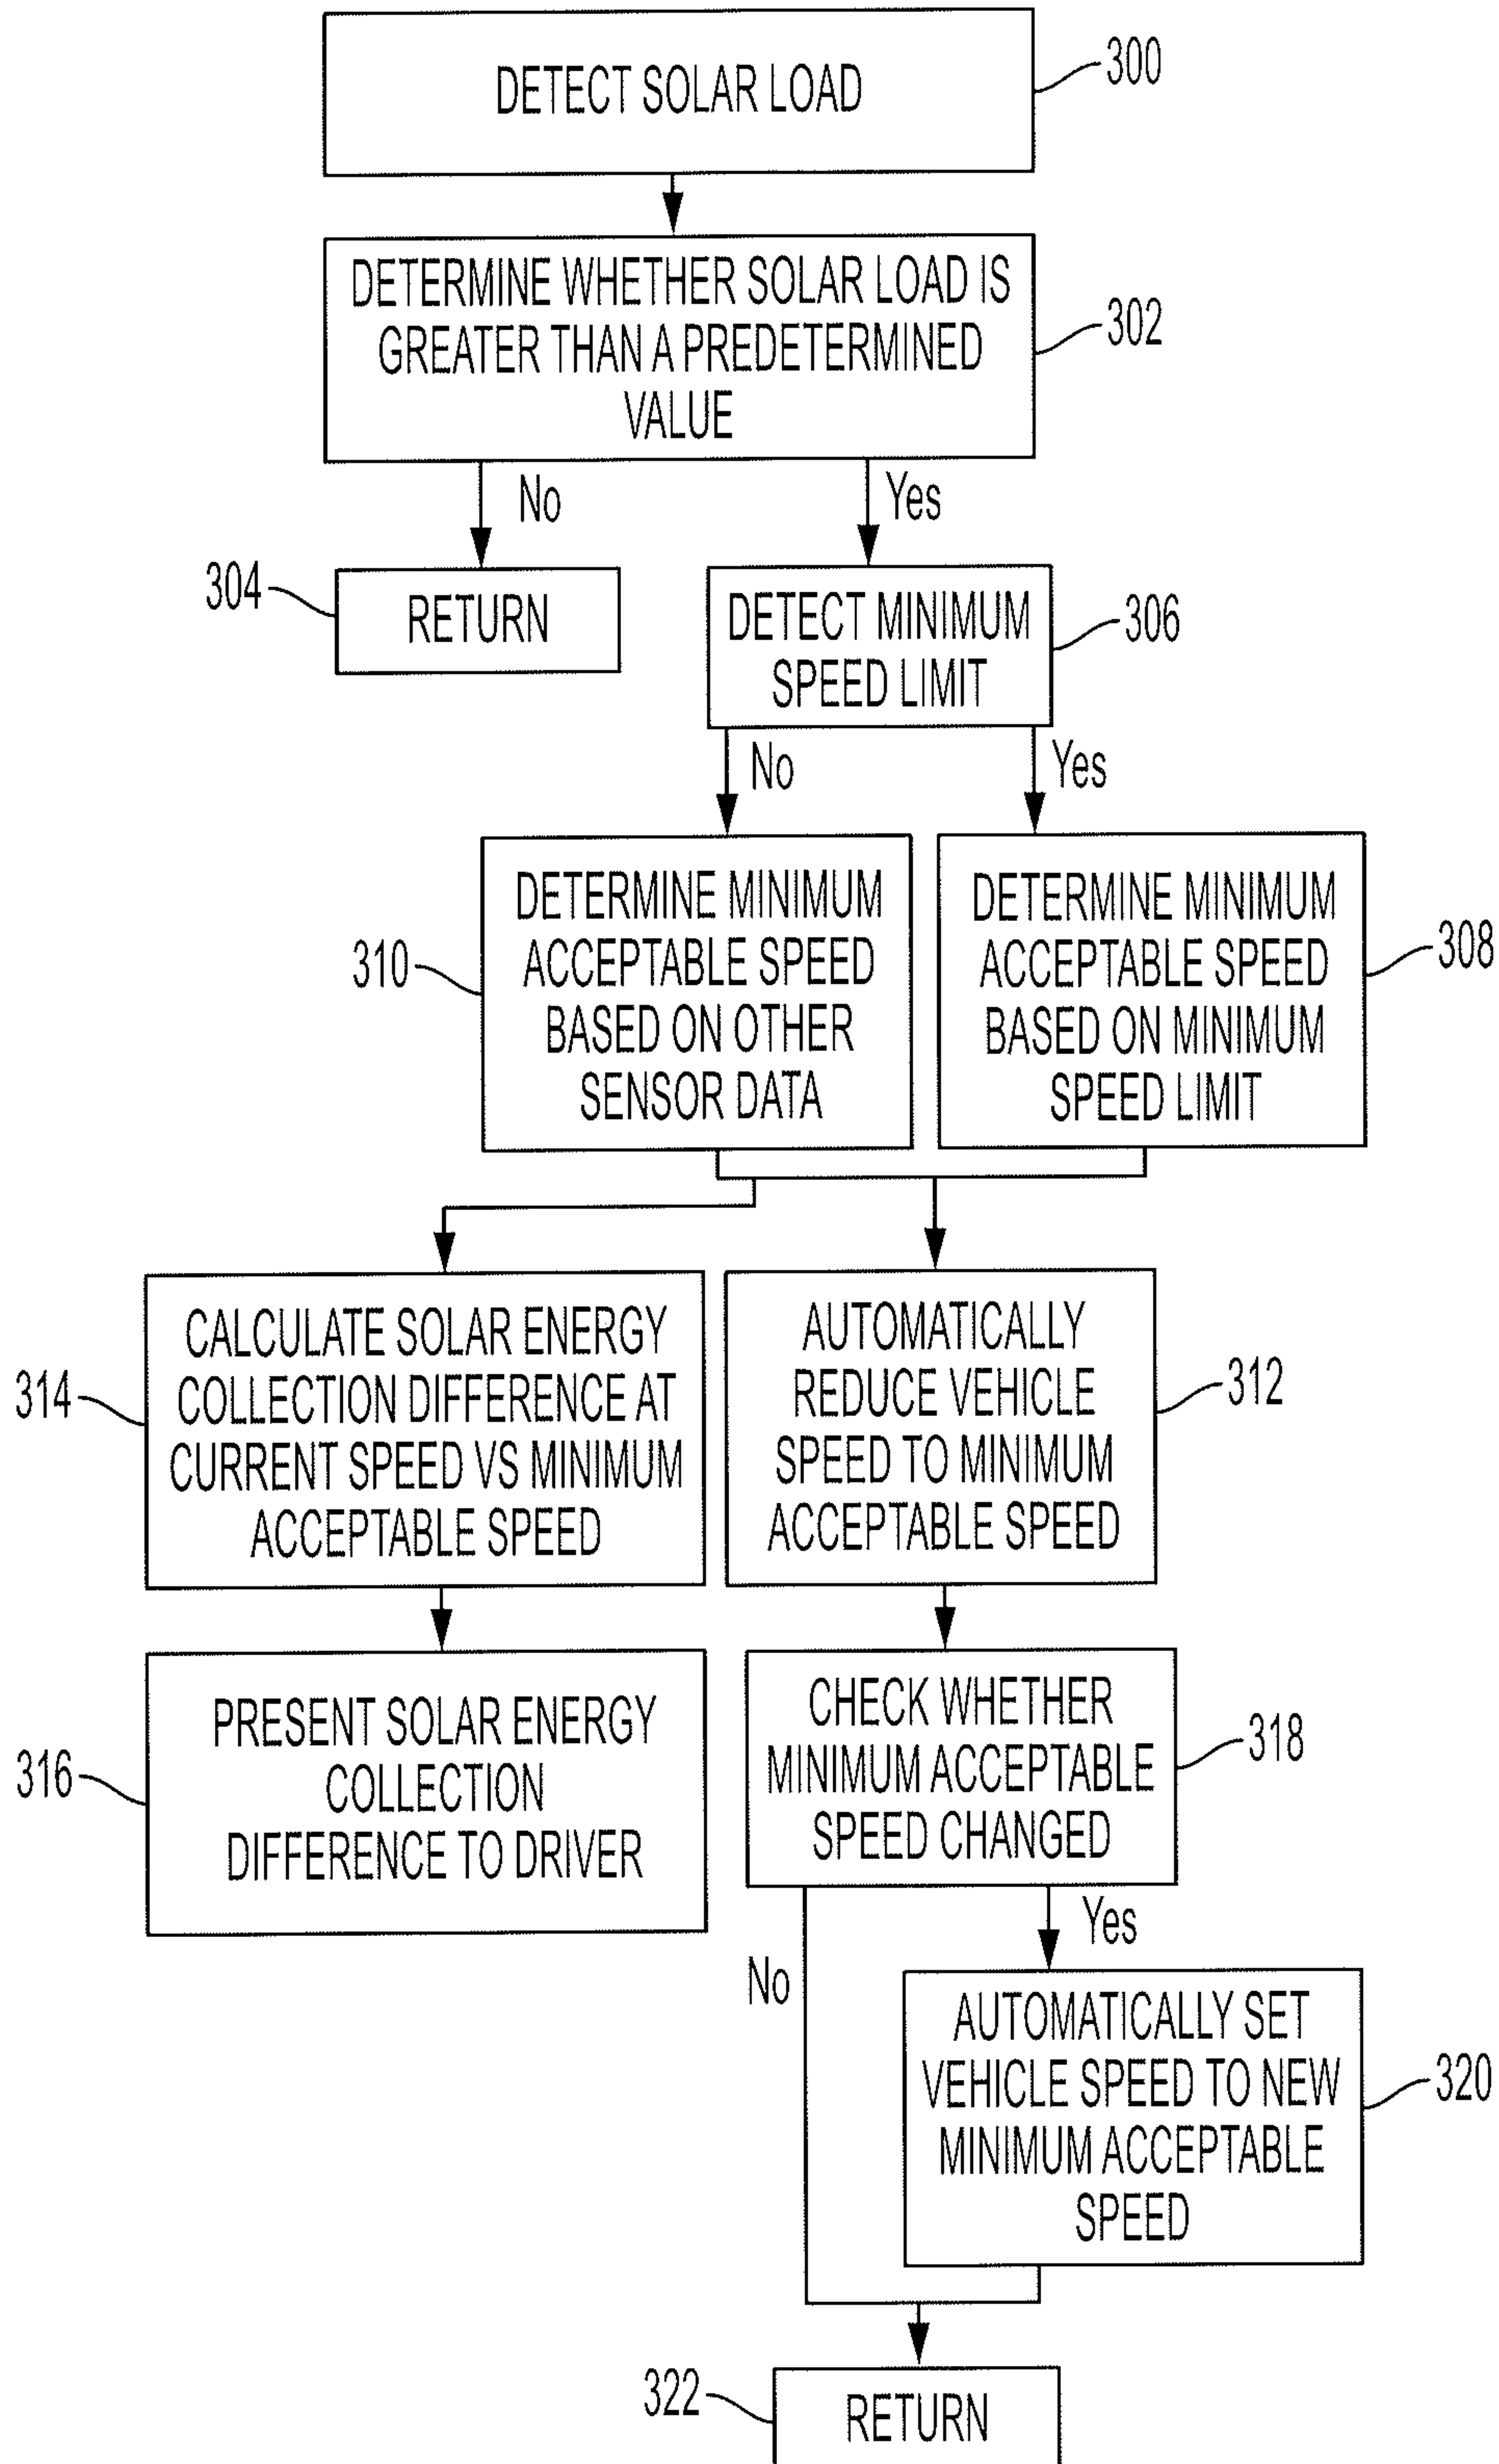 DETECT SOLAR LOAD
300
DETERMINE WHETHER SOLAR LOAD IS
GREATER THAN A PREDETERMINED
VALUE
302
No
Yes
304
RETURN
DETECT MINIMUM
SPEED LIMIT
306
No
Yes
310
DETERMINE MINIMUM
ACCEPTABLE SPEED
BASED ON OTHER
SENSOR DATA
DETERMINE MINIMUM
ACCEPTABLE SPEED
BASED ON MINIMUM
SPEED LIMIT
308
314
CALCULATE SOLAR ENERGY
COLLECTION DIFFERENCE AT
CURRENT SPEED VS MINIMUM
ACCEPTABLE SPEED
AUTOMATICALLY
REDUCE VEHICLE
SPEED TO MINIMUM
ACCEPTABLE SPEED
312
316
PRESENT SOLAR ENERGY
COLLECTION
DIFFERENCE TO DRIVER
CHECK WHETHER
MINIMUM ACCEPTABLE
SPEED CHANGED
318
No
Yes
AUTOMATICALLY SET
VEHICLE SPEED TO NEW
MINIMUM ACCEPTABLE
SPEED
320
322
RETURN